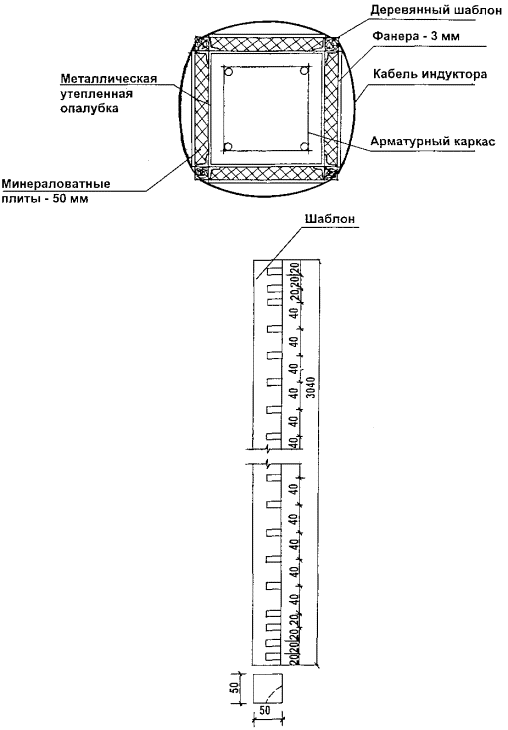 Деревянный шаблон
Фанера - 3 мм
Кабель индуктора
Металлическая
утепленная
опалубка
Арматурный каркас
Минераловатные
плиты - 50 мм
Шаблон
20
20
20
40
40
40
40
40
40
3040
40
40
40
40
40
20
20
20
20
50
50